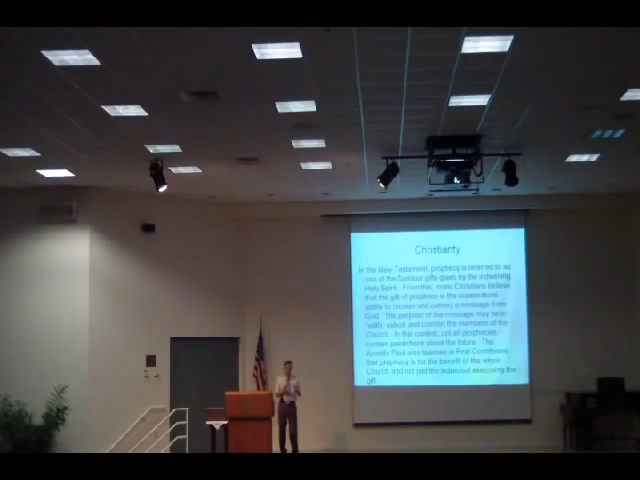 Christianty
In the New Testament, prophecy is referred to as
one of the Spiritual gifts given by the indwelling
Holy Spirit. From this, many Christians believe
that the gift of prophecy is the supernatural
ability to receive and convey a message from
God. The purpose of the message may be to
"edify, exhort and comfort" the members of the
Church. In this context, not all prophecies
contain predictions about the future. The
Apostle Paul also teaches in First Corinthians
that prophecy is for the benefit of the whole
Church and not just the individual exercising the
gift.